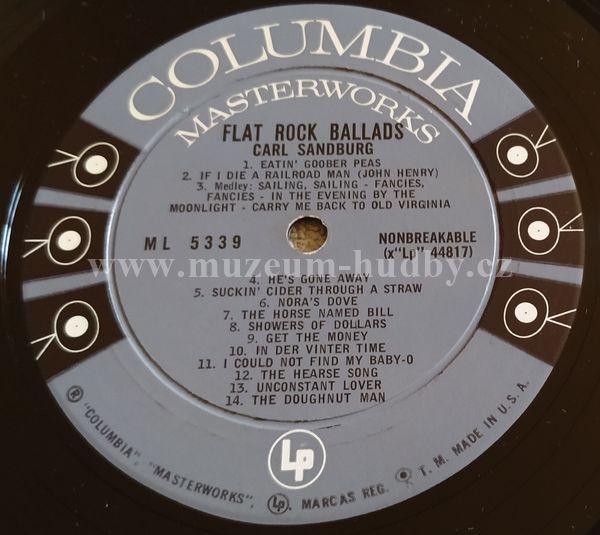 COLUMBIA
MASTERWORKS
FLAT ROCK BALLADS
CARL SANDBURG
1. EATIN' GOOBER PEAS
2. IF I DIE A RAILROAD MAN (JOHN HENRY)
3. Medley: SAILING, SAILING - FANCIES,
FANCIES - IN THE EVENING BY THE
MOONLIGHT - CARRY ME BACK TO OLD VIRGINIA
ML 5339
NONBREAKABLE
(x"Lp" 44817)
www.muzeum-hudby.cz
4. HE'S GONE AWAY
5. SUCKIN' CIDER THROUGH A STRAW
6. NORA'S DOVE
7. THE HORSE NAMED BILL
8. SHOWERS OF DOLLARS
9. GET THE MONEY
10. IN DER VINTER TIME
11. I COULD NOT FIND MY BABY-O
12. THE HEARSE SONG
13. UNCONSTANT LOVER
14. THE DOUGHNUT MAN
Lp
® "COLUMBIA", "MASTERWORKS", Lp, MARCAS REG. T. M. MADE IN U. S. A.